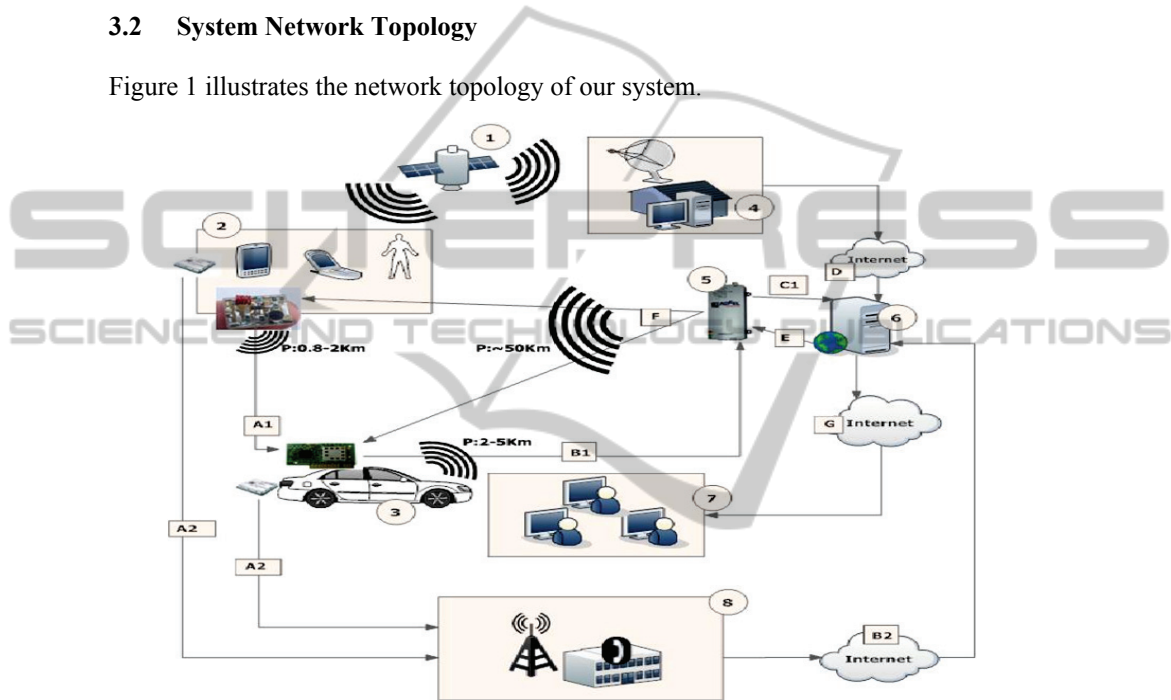 3.2 System Network Topology
Figure 1 illustrates the network topology of our system.
1
2
4
SCITEPRESS
Internet
D
5
C1
6
SCIENCE AND TECHNOLOGY PUBLICATIONS
F
E
P:0.8-2Km
P:~50Km
A1
G
Internet
P:2-5Km
B1
3
7
A2
A2
8
B2
Internet